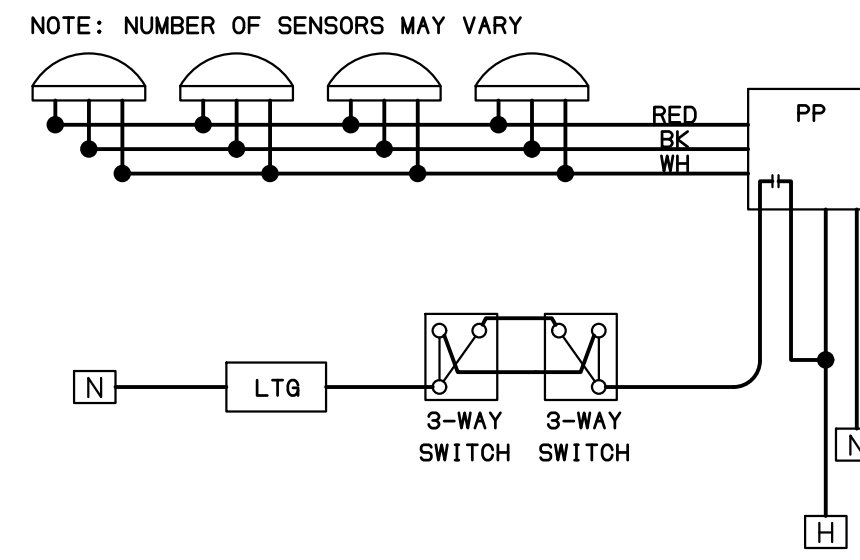 NOTE: NUMBER OF SENSORS MAY VARY
RED
PP
BK
WH
N
LTG
3-WAY
SWITCH
3-WAY
SWITCH
N
H